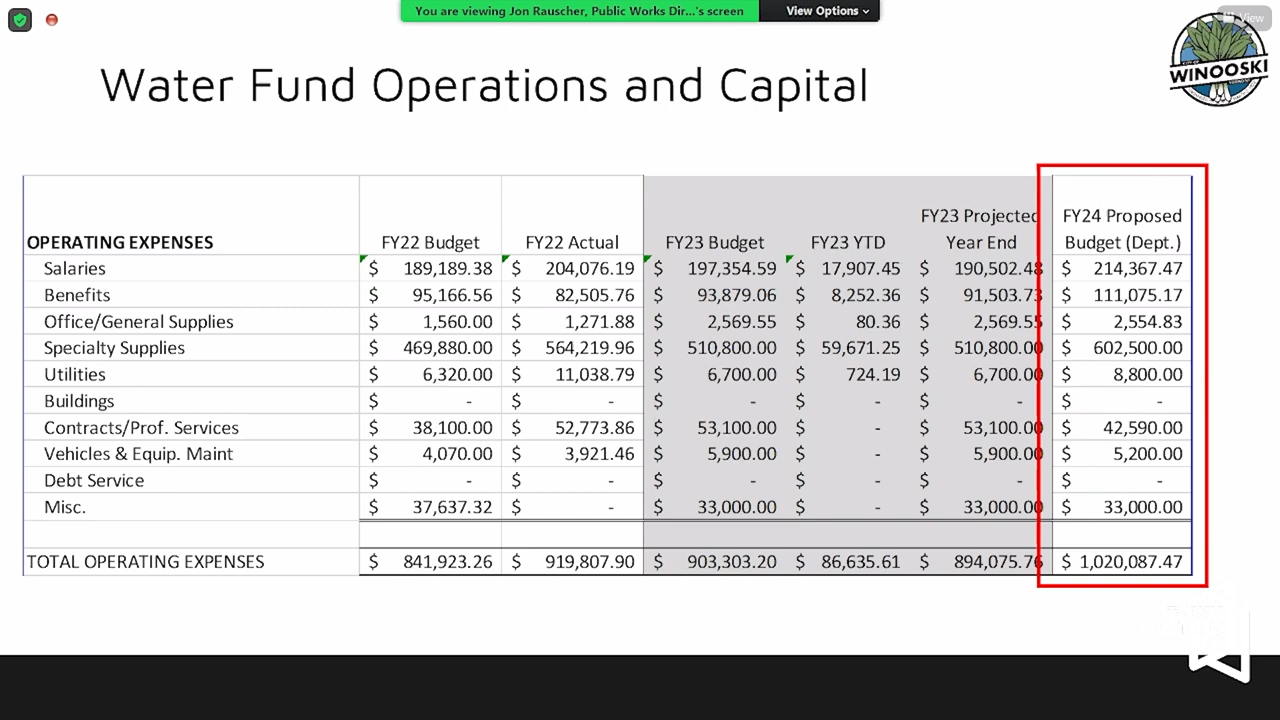 You are viewing Jon Rauscher, Public Works Dir...'s screen View Options
View
WINOOSKI
Water Fund Operations and Capital
OPERATING EXPENSES FY22 Budget FY22 Actual FY23 Budget FY23 YTD FY23 Projected Year End FY24 Proposed Budget (Dept.)
Salaries $ 189,189.38 $ 204,076.19 $ 197,354.59 $ 17,907.45 $ 190,502.48 $ 214,367.47
Benefits $ 95,166.56 $ 82,505.76 $ 93,879.06 $ 8,252.36 $ 91,503.73 $ 111,075.17
Office/General Supplies $ 1,560.00 $ 1,271.88 $ 2,569.55 $ 80.36 $ 2,569.55 $ 2,554.83
Specialty Supplies $ 469,880.00 $ 564,219.96 $ 510,800.00 $ 59,671.25 $ 510,800.00 $ 602,500.00
Utilities $ 6,320.00 $ 11,038.79 $ 6,700.00 $ 724.19 $ 6,700.00 $ 8,800.00
Buildings $ - $ - $ - $ - $ - $ -
Contracts/Prof. Services $ 38,100.00 $ 52,773.86 $ 53,100.00 $ - $ 53,100.00 $ 42,590.00
Vehicles & Equip. Maint $ 4,070.00 $ 3,921.46 $ 5,900.00 $ - $ 5,900.00 $ 5,200.00
Debt Service $ - $ - $ - $ - $ - $ -
Misc. $ 37,637.32 $ - $ 33,000.00 $ - $ 33,000.00 $ 33,000.00
TOTAL OPERATING EXPENSES $ 841,923.26 $ 919,807.90 $ 903,303.20 $ 86,635.61 $ 894,075.76 $ 1,020,087.47